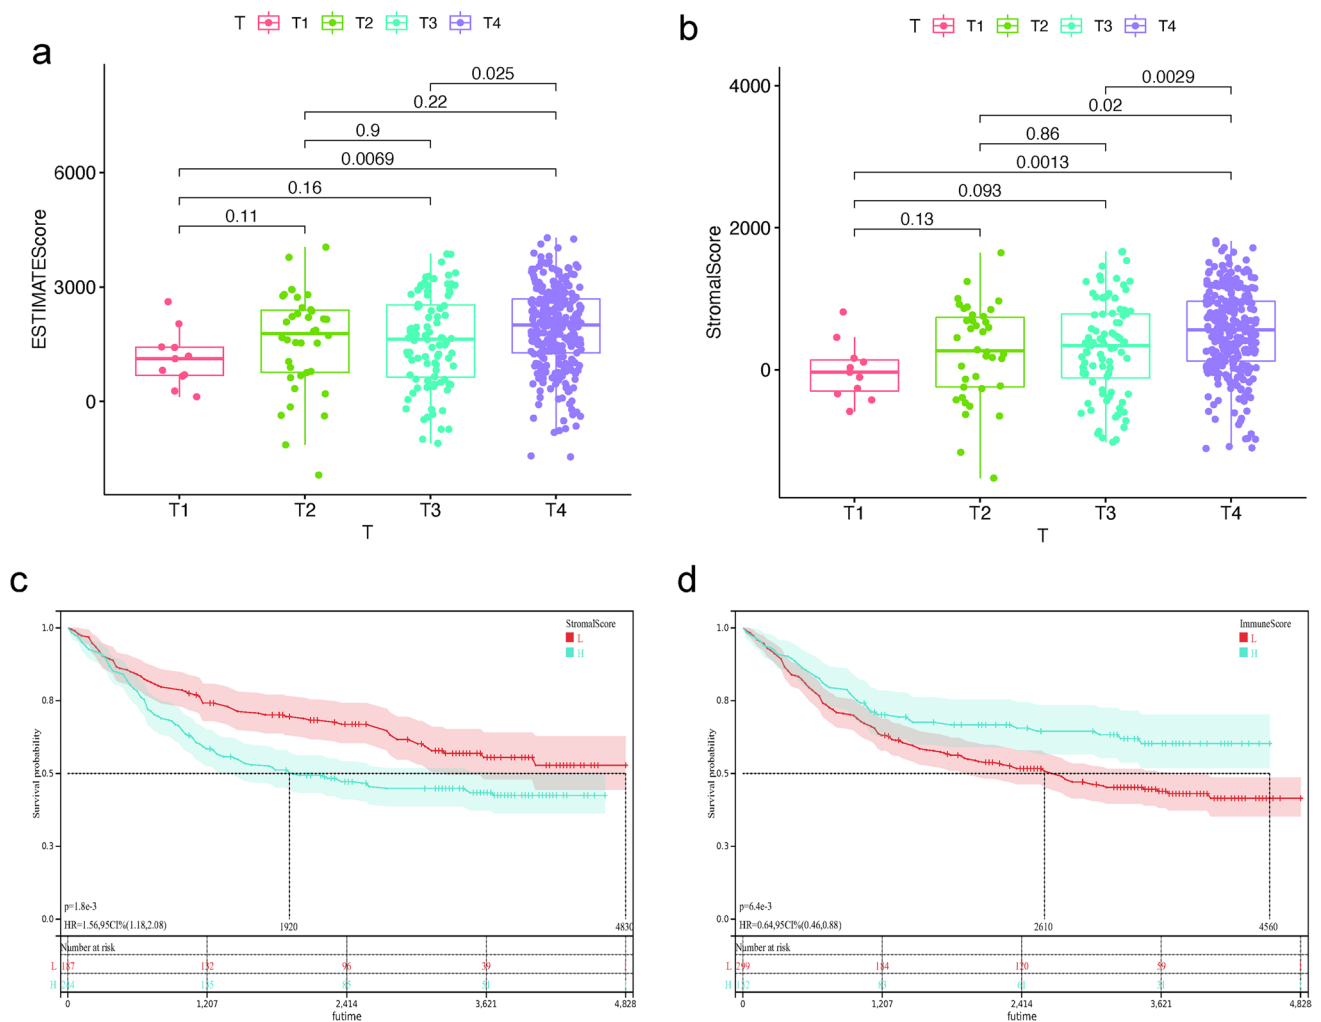 a
T T1 T2 T3 T4
0.025
0.22
0.9
0.0069
0.16
0.11
6000
3000
0
ESTIMATEScore
T1 T2 T3 T4
T
b
T T1 T2 T3 T4
0.0029
0.02
0.86
0.0013
0.093
0.13
4000
2000
0
StromalScore
T1 T2 T3 T4
T
c
StromalScore
L
H
1.0
0.8
0.5
0.3
0.0
Survival probability
p=1.8e-3
HR=1.56,95CI%(1.18,2.08)
1920 4830
Number at risk
L 187 132 96 39
H
0 1,207 2,414 3,621 4,828
futime
d
ImmuneScore
L
H
1.0
0.8
0.5
0.3
0.0
Survival probability
p=6.4e-3
HR=0.64,95CI%(0.46,0.88)
2610 4560
Number at risk
L 299 184 120 59
H
0 1,207 2,414 3,621 4,828
futime